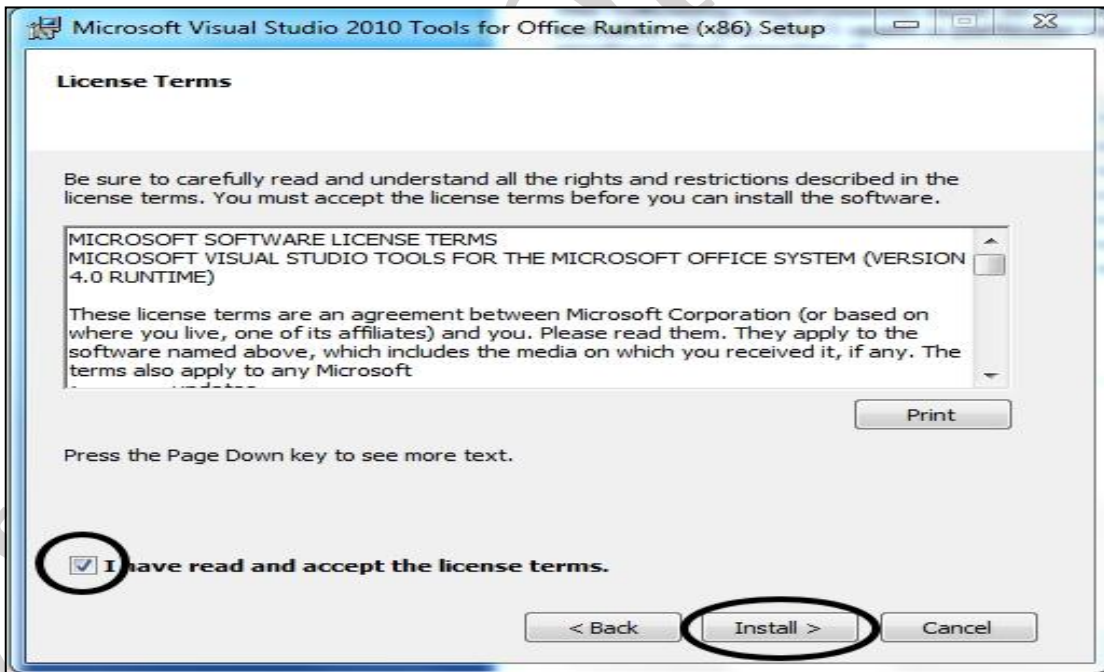 Microsoft Visual Studio 2010 Tools for Office Runtime (x86) Setup
License Terms
Be sure to carefully read and understand all the rights and restrictions described in the
license terms. You must accept the license terms before you can install the software.
MICROSOFT SOFTWARE LICENSE TERMS
MICROSOFT VISUAL STUDIO TOOLS FOR THE MICROSOFT OFFICE SYSTEM (VERSION
4.0 RUNTIME)
These license terms are an agreement between Microsoft Corporation (or based on
where you live, one of its affiliates) and you. Please read them. They apply to the
software named above, which includes the media on which you received it, if any. The
terms also apply to any Microsoft
Print
Press the Page Down key to see more text.
I have read and accept the license terms.
< Back Install > Cancel